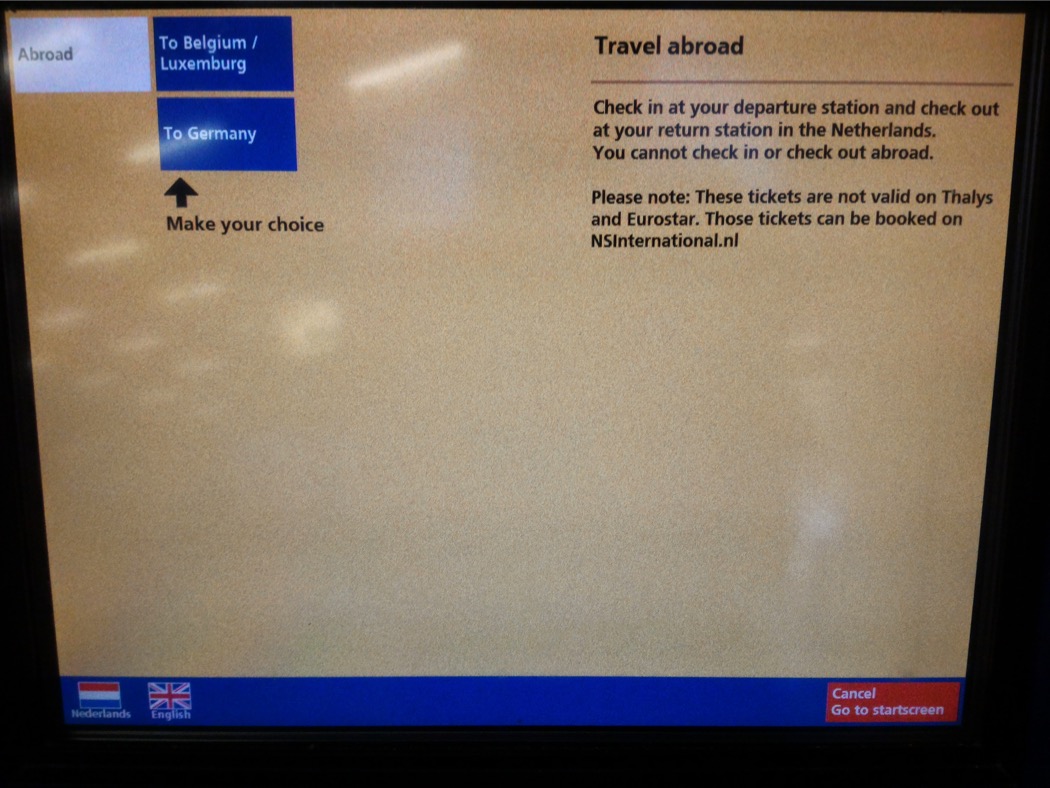 Abroad
To Belgium /
Luxemburg
To Germany
Make your choice
Travel abroad
Check in at your departure station and check out
at your return station in the Netherlands.
You cannot check in or check out abroad.
Please note: These tickets are not valid on Thalys
and Eurostar. Those tickets can be booked on
NSInternational.nl
Nederlands
English
Cancel
Go to startscreen